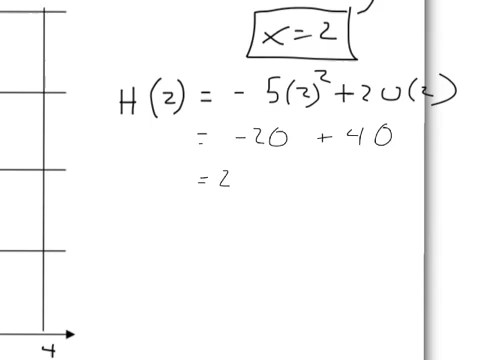 x = 2
H(2) = - 5(2)² + 20(2)
= -20 + 40
= 2
4